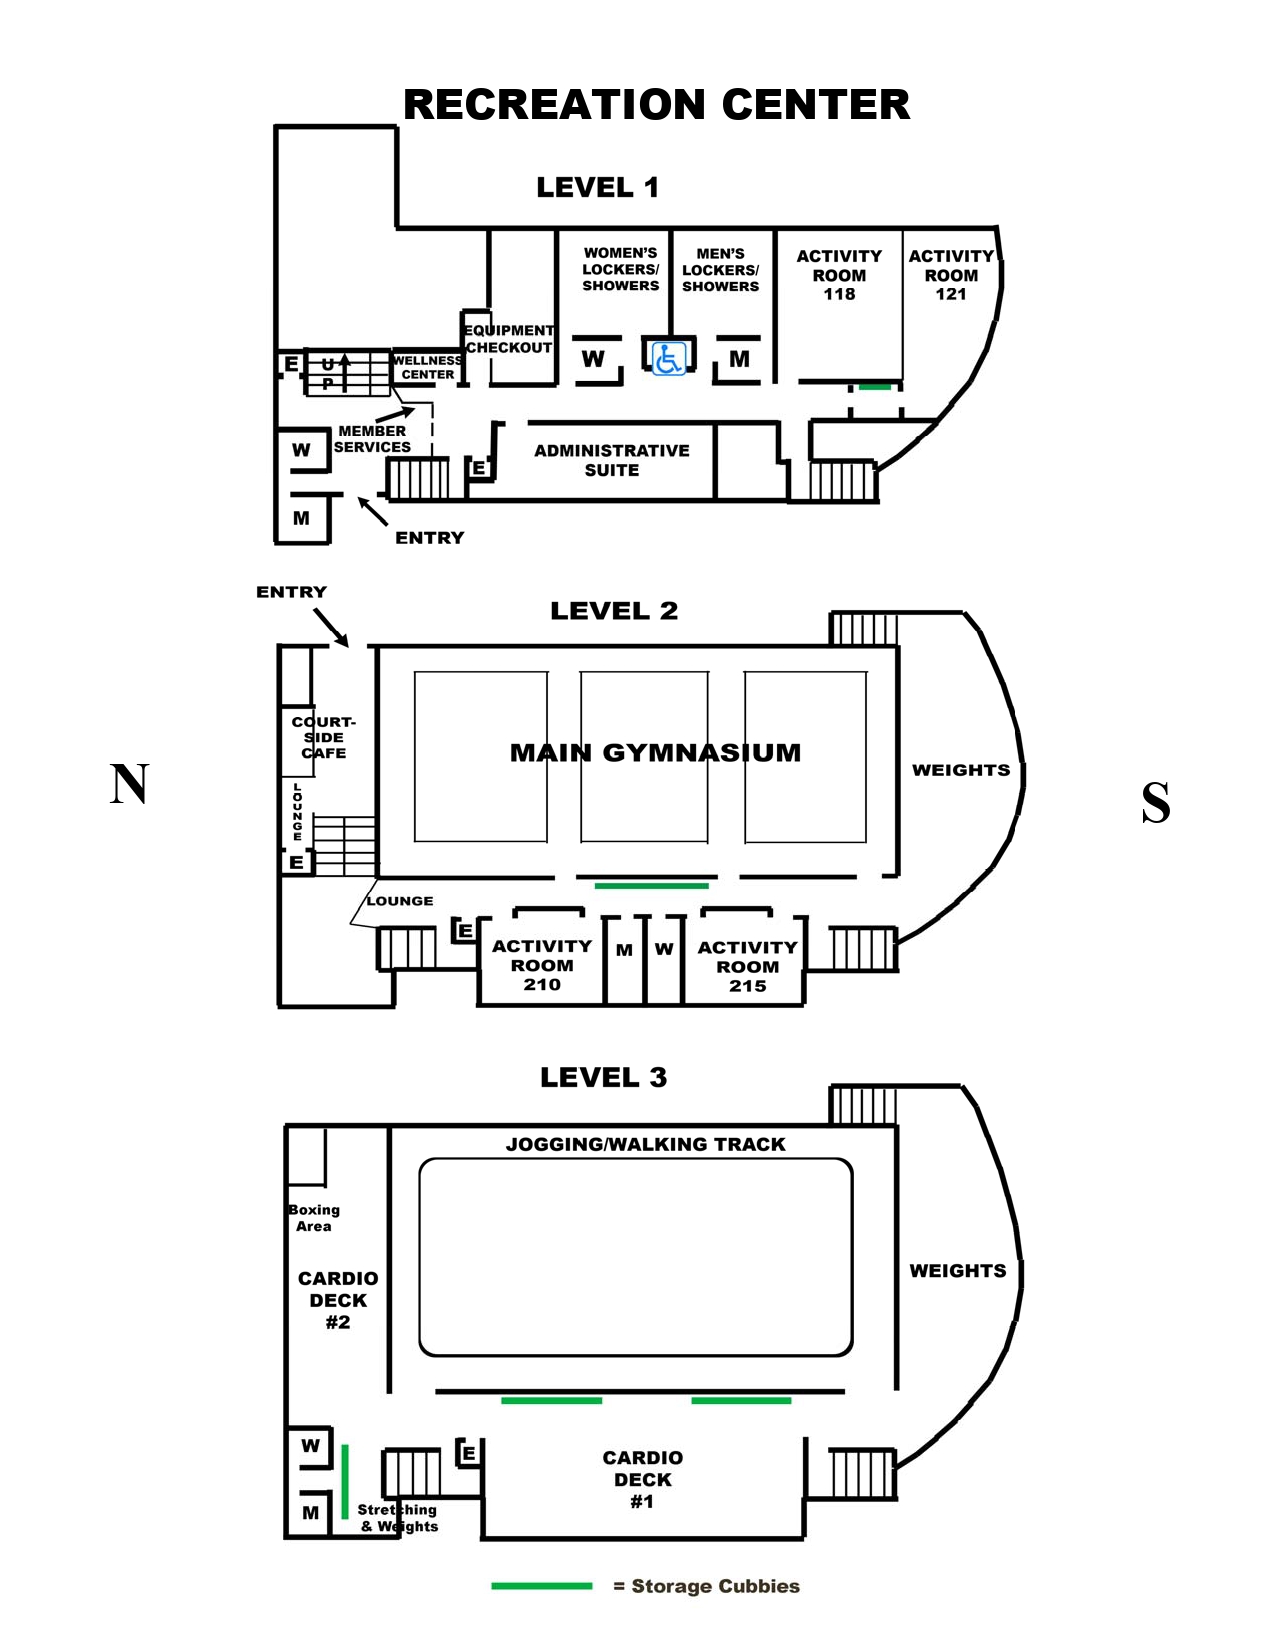 RECREATION CENTER
LEVEL 1
WOMEN'S
LOCKERS/
SHOWERS
MEN'S
LOCKERS/
SHOWERS
ACTIVITY
ROOM
118
ACTIVITY
ROOM
121
EQUIPMENT
CHECKOUT
E
UP
WELLNESS
CENTER
W
M
MEMBER
SERVICES
W
E
ADMINISTRATIVE
SUITE
M
ENTRY
ENTRY
LEVEL 2
COURT-
SIDE
CAFE
MAIN GYMNASIUM
WEIGHTS
N
S
LOUNGE
E
LOUNGE
E
ACTIVITY
ROOM
210
M
W
ACTIVITY
ROOM
215
LEVEL 3
JOGGING/WALKING TRACK
Boxing
Area
CARDIO
DECK
#2
WEIGHTS
W
E
CARDIO
DECK
#1
M
Stretching
& Weights
= Storage Cubbies